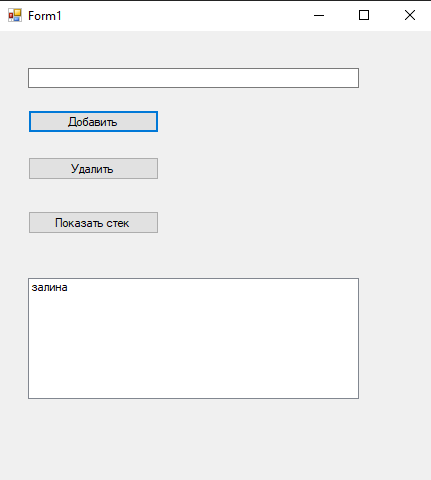 Form1
Добавить
Удалить
Показать стек
залина